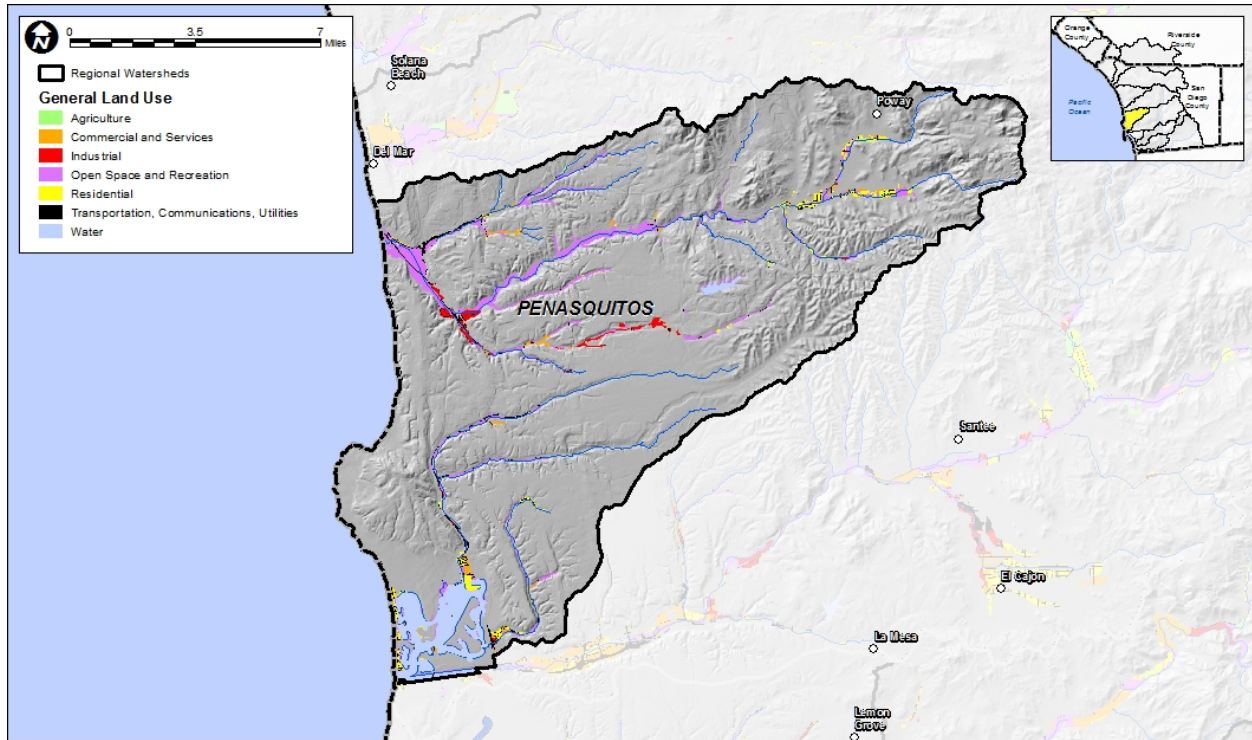 N
0 3.5 7
Miles
Regional Watersheds
General Land Use
Agriculture
Commercial and Services
Industrial
Open Space and Recreation
Residential
Transportation, Communications, Utilities
Water
Orange
County
Riverside
County
San
Diego
County
Pacific
Ocean
Solana
Beach
Poway
Del Mar
PENASQUITOS
Santee
El Cajon
La Mesa
Lemon
Grove